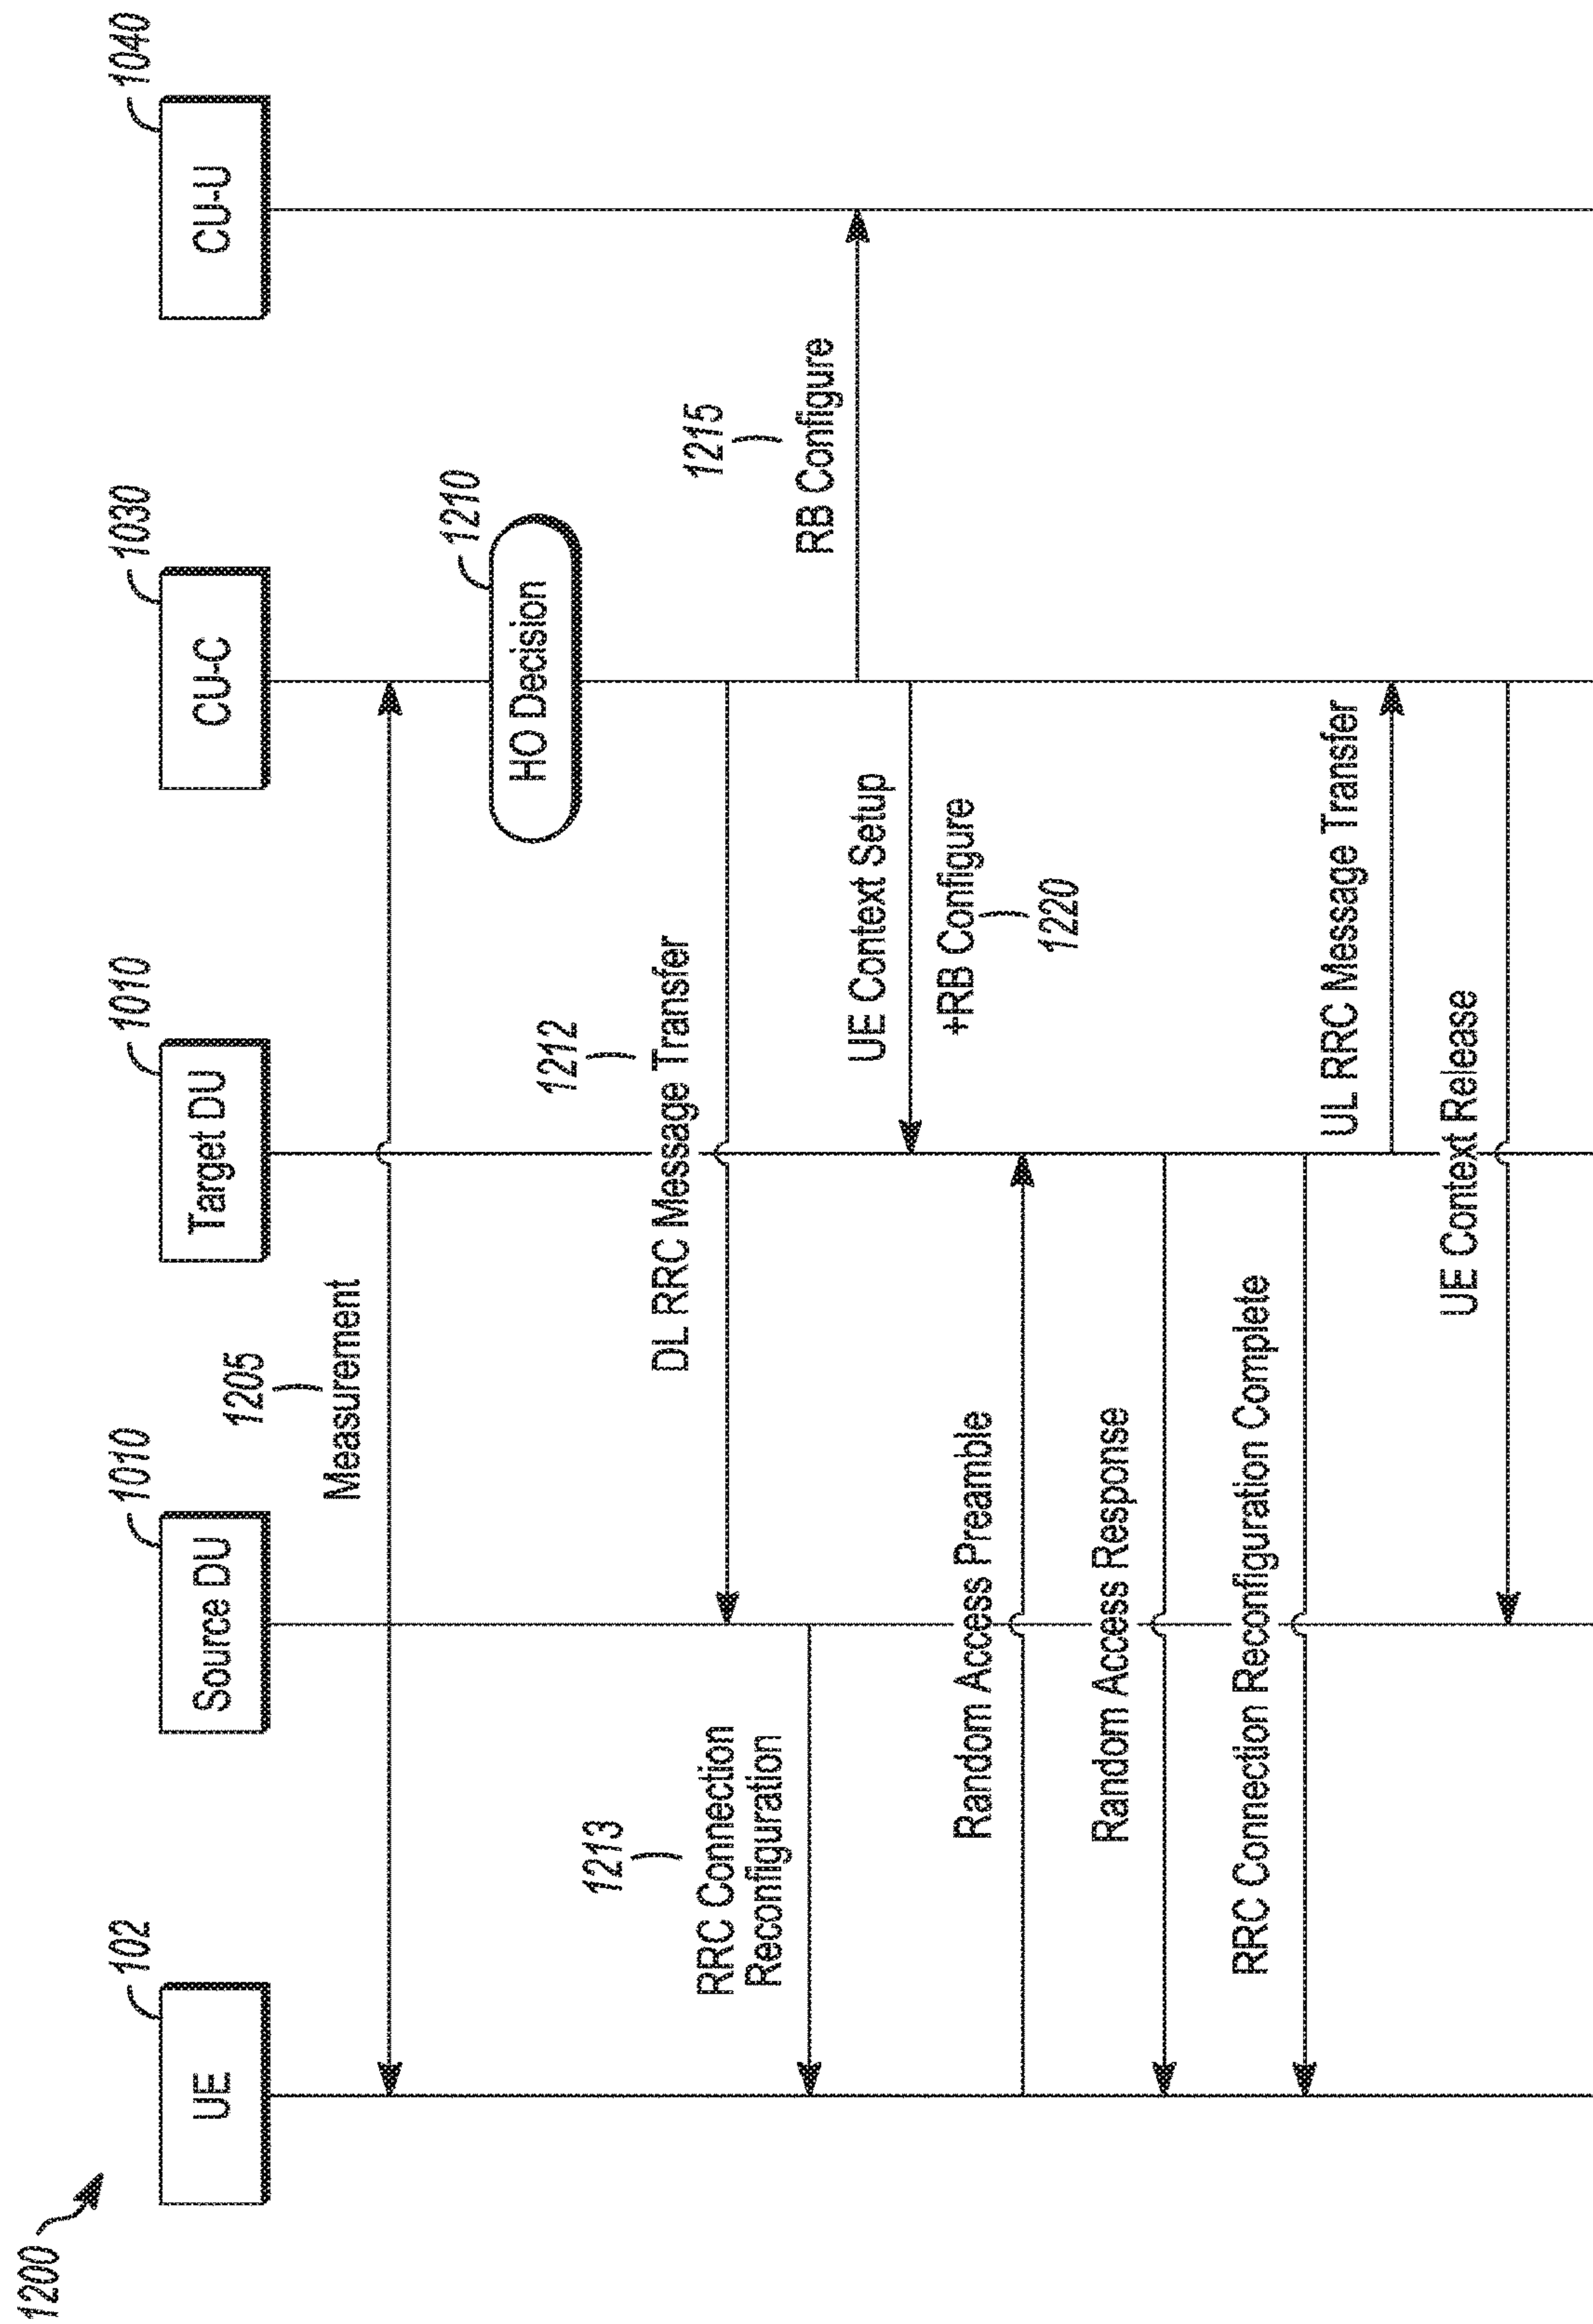 1200
102
1010
1010
1030
1040
UE
Source DU
Target DU
CU-C
CU-U
1205
Measurement
1210
HO Decision
1212
DL RRC Message Transfer
1213
RRC Connection
Reconfiguration
1215
RB Configure
UE Context Setup
+RB Configure
1220
Random Access Preamble
Random Access Response
RRC Connection Reconfiguration Complete
UL RRC Message Transfer
UE Context Release